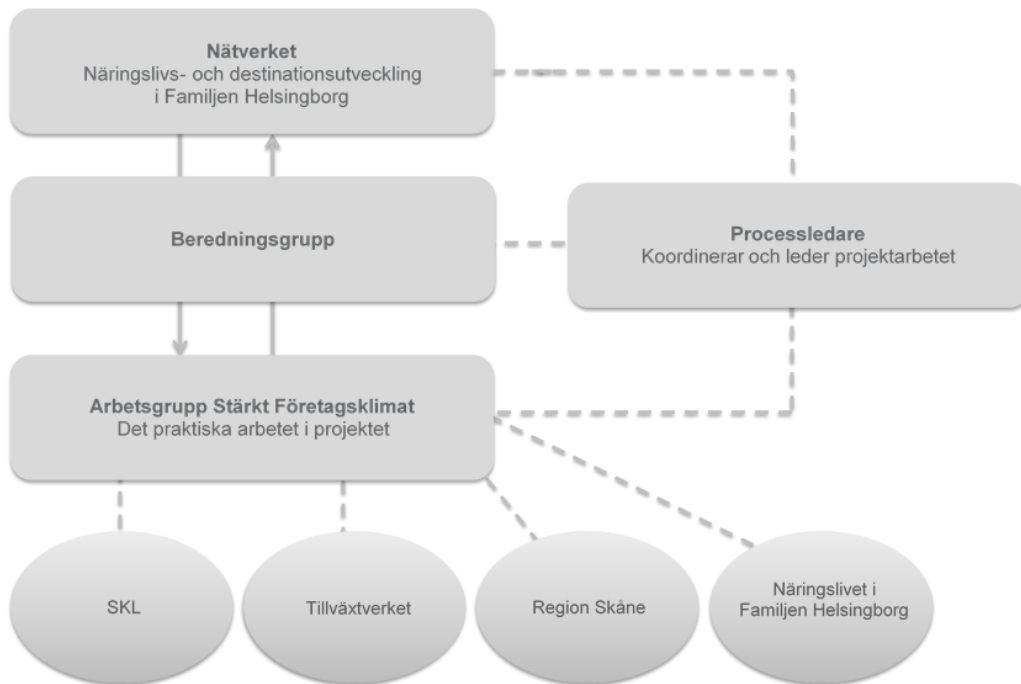 Nätverket
Näringslivs- och destinationsutveckling
i Familjen Helsingborg
Beredningsgrupp
Processledare
Koordinerar och leder projektarbetet
Arbetsgrupp Stärkt Företagsklimat
Det praktiska arbetet i projektet
SKL
Tillväxtverket
Region Skåne
Näringslivet i
Familjen Helsingborg